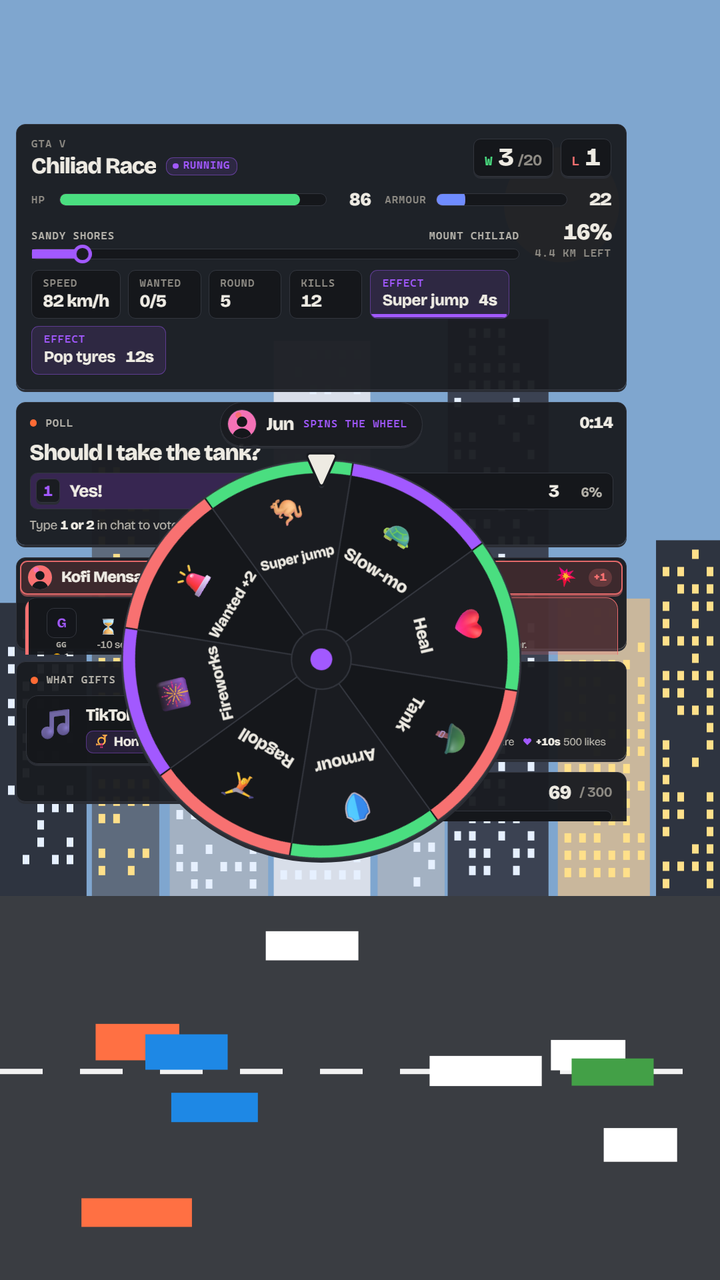 GTA V
Chiliad Race
RUNNING
W 3 /20
L 1
HP
86
ARMOUR
22
SANDY SHORES
MOUNT CHILIAD
16%
4.4 KM LEFT
SPEED
82 km/h
WANTED
0/5
ROUND
5
KILLS
12
EFFECT
Super jump 4s
EFFECT
Pop tyres 12s
POLL
Jun SPINS THE WHEEL
0:14
Should I take the tank?
1 Yes!
3 6%
Type 1 or 2 in chat to vote
Super jump
Slow-mo
Heal
Tank
Armour
Ragdoll
Fireworks
Wanted +2
Kofi Mensa
+1
G
GG
-10 se
r.
WHAT GIFTS
TikTo
Hon
re
+10s 500 likes
69 / 300